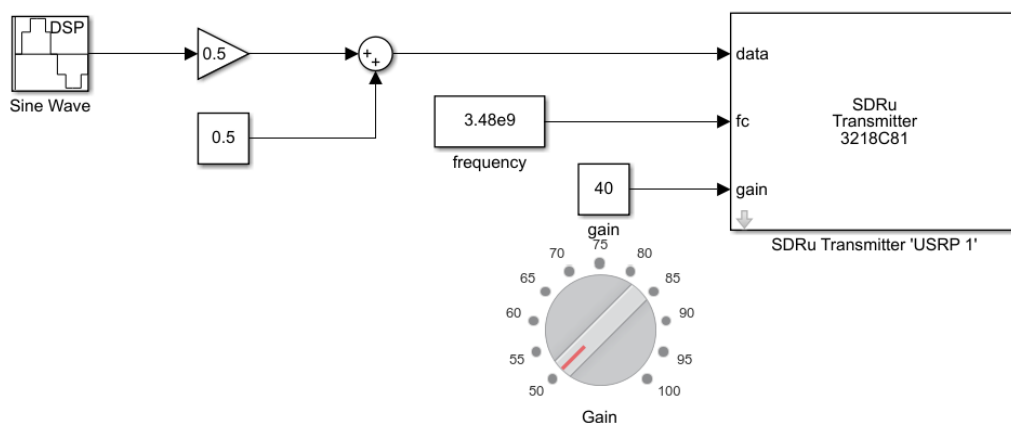 DSP
Sine Wave
0.5
+
+
0.5
3.48e9
frequency
40
gain
data
fc
gain
SDRu
Transmitter
3218C81
SDRu Transmitter 'USRP 1'
50
55
60
65
70
75
80
85
90
95
100
Gain